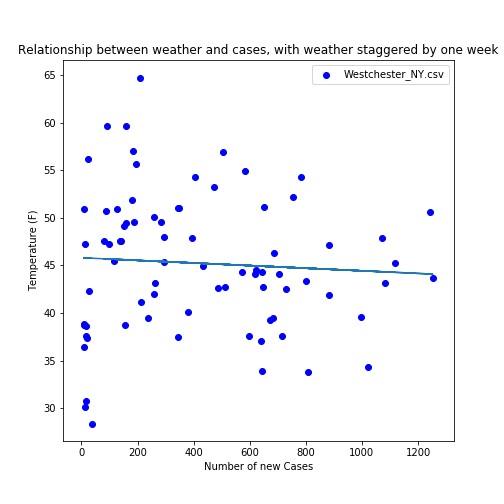 Relationship between weather and cases, with weather staggered by one week
Westchester_NY.csv
65
60
55
50
45
40
35
30
Temperature (F)
0 200 400 600 800 1000 1200
Number of new Cases